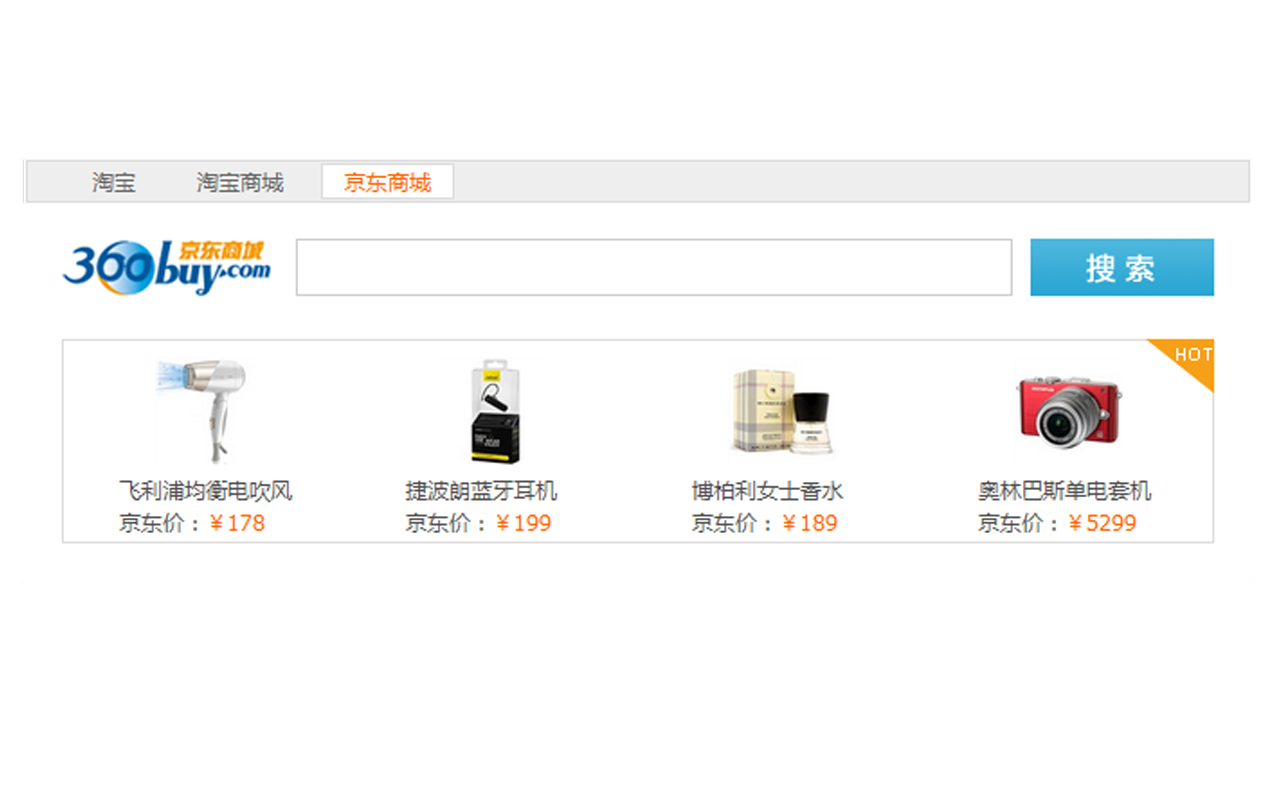 淘宝 淘宝商城 京东商城
360buy.com 京东商城
搜 索
HOT
OLYMPUS
BURBERRY
飞利浦均衡电吹风 捷波朗蓝牙耳机 博柏利女士香水 奥林巴斯单电套机
京东价：￥178 京东价：￥199 京东价：￥189 京东价：￥5299